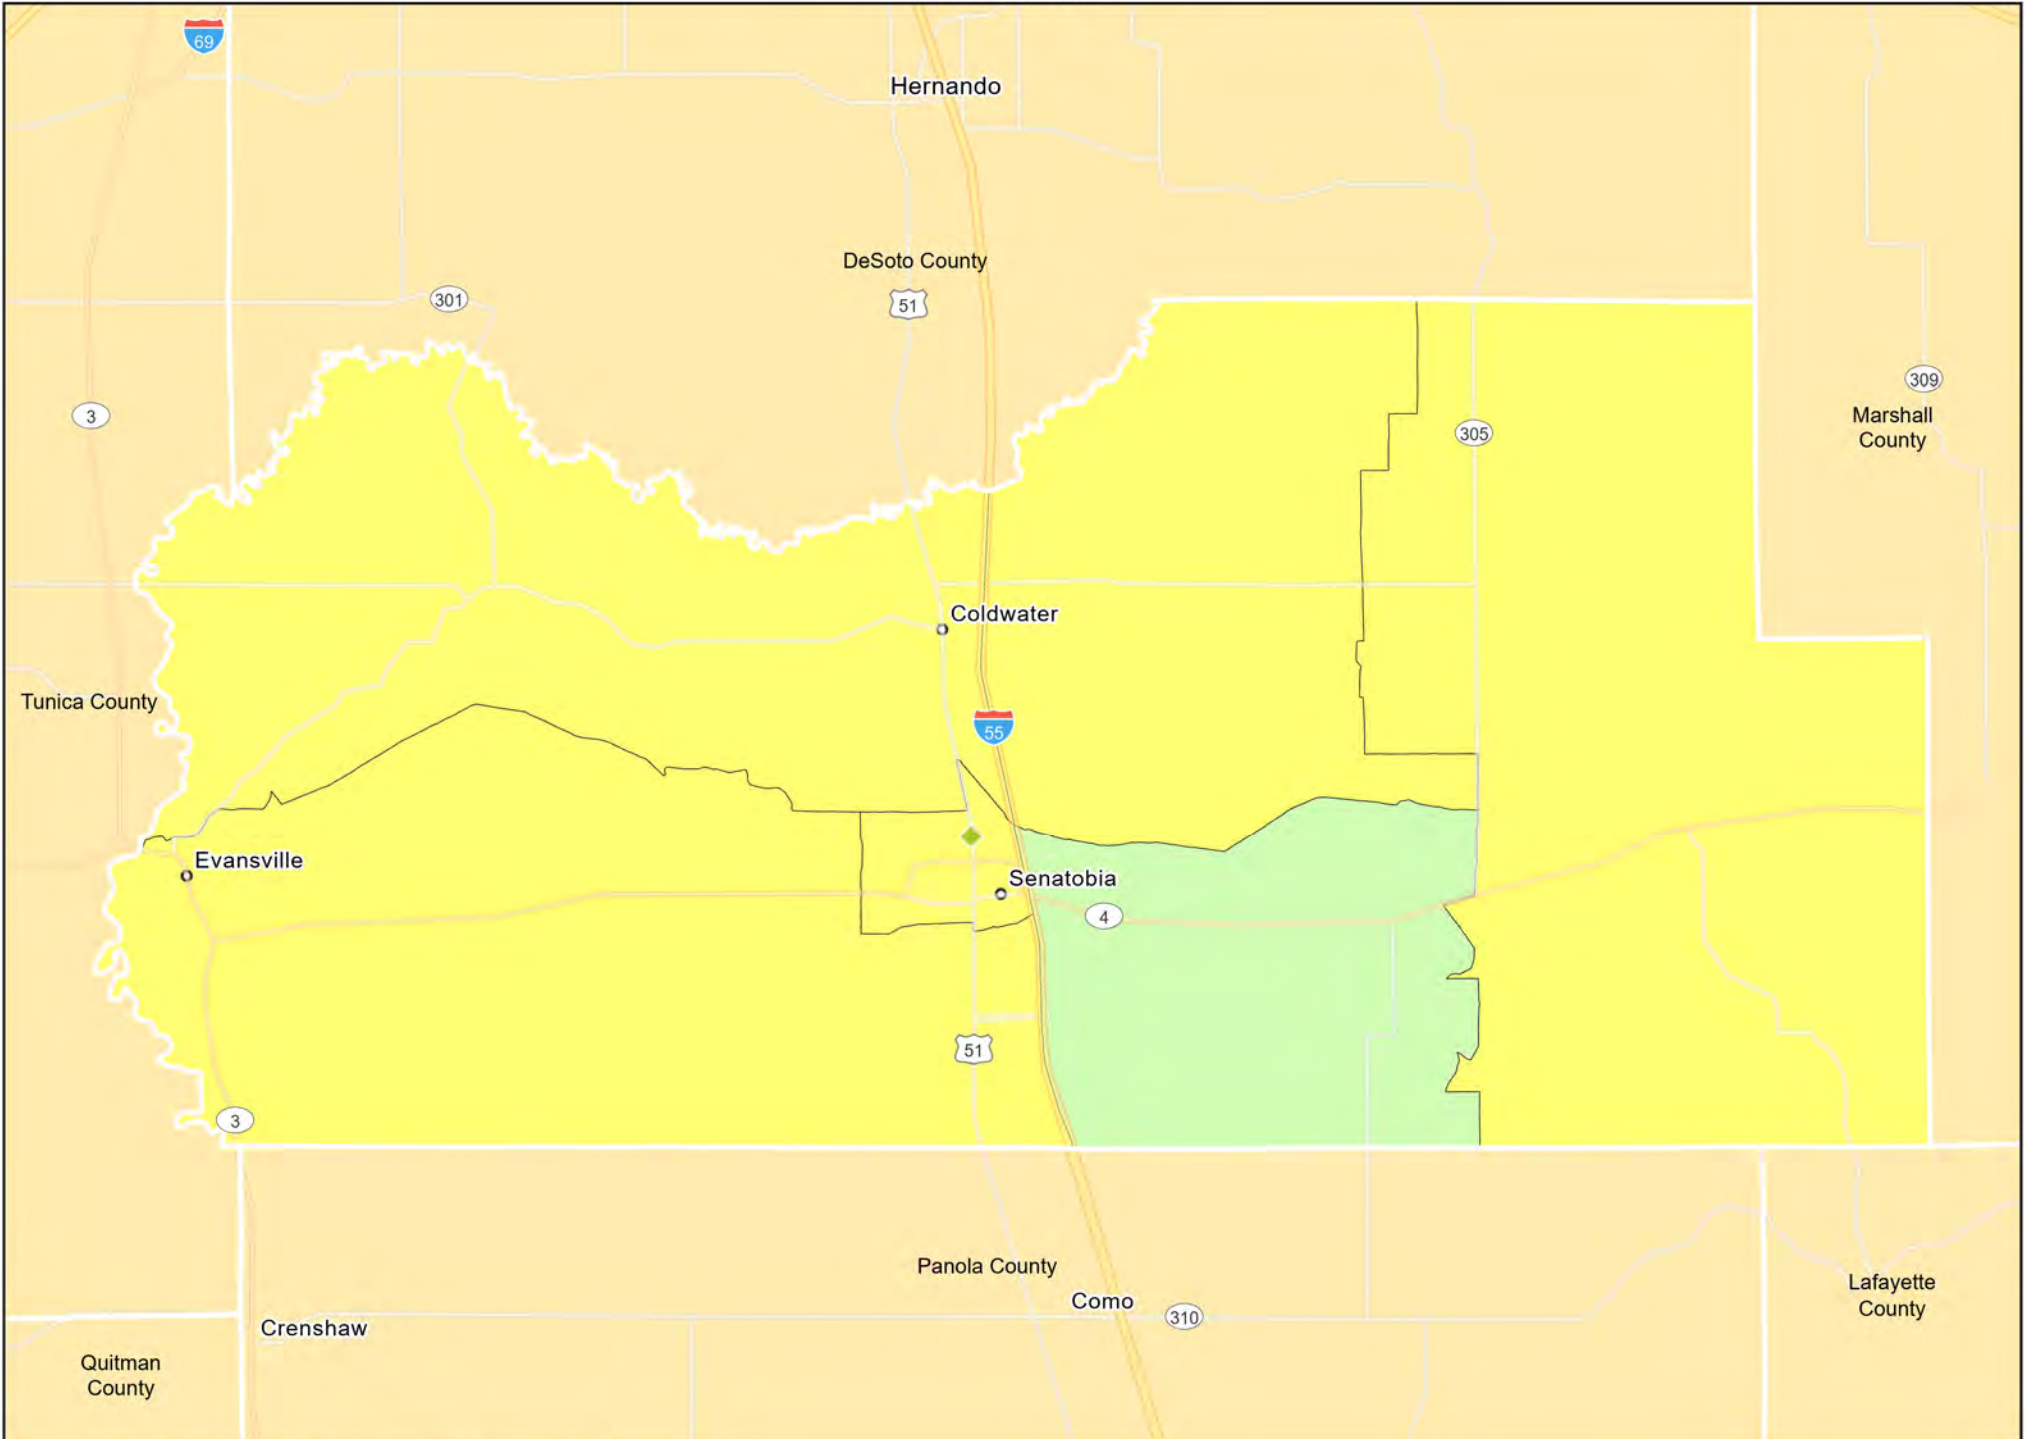 69
Hernando
DeSoto County
301
51
309
3
Marshall
County
305
Coldwater
Tunica County
55
Evansville
Senatobia
4
51
3
Panola County
Lafayette
County
Como
310
Crenshaw
Quitman
County